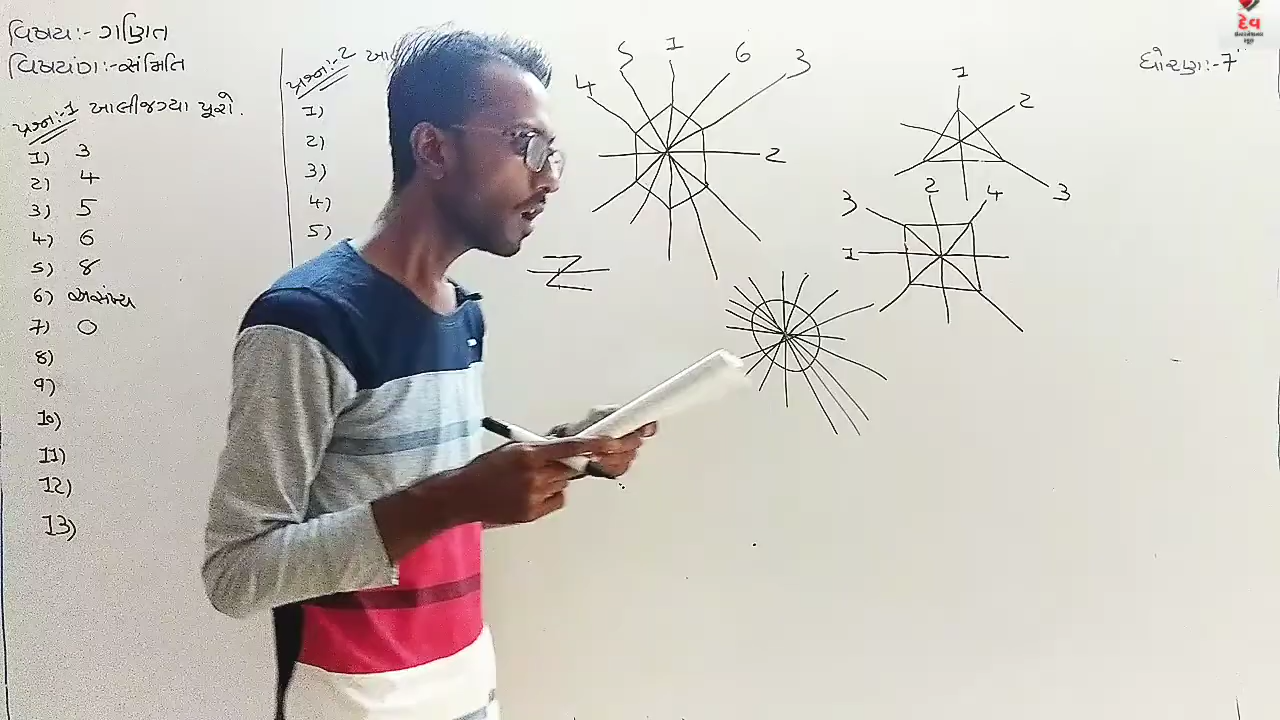 વિષય:- ગણિત
વિષયાંગ:- સંમિતિ
પ્રશ્ન:-1 ખાલીજગ્યા પૂરો.
1) 3
2) 4
3) 5
4) 6
5) 8
6) અસંખ્ય
7) 0
8)
9)
10)
11)
12)
13)
પ્રશ્ન:-2
1)
2)
3)
4)
5)
4 5 1 6 3
2
Z
1
2
3
3 2 4
1
ધોરણ:-7
દેવ